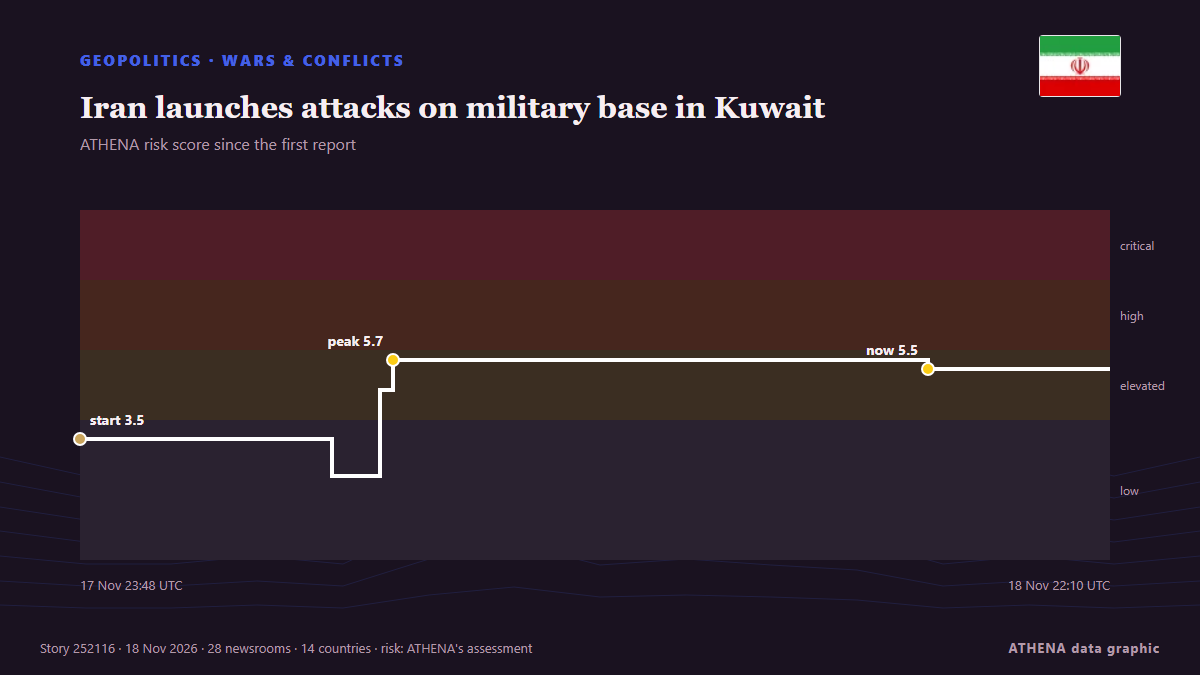 GEOPOLITICS · WARS & CONFLICTS
Iran launches attacks on military base in Kuwait
ATHENA risk score since the first report
critical
high
peak 5.7
now 5.5
elevated
start 3.5
low
17 Nov 23:48 UTC
18 Nov 22:10 UTC
Story 252116 · 18 Nov 2026 · 28 newsrooms · 14 countries · risk: ATHENA's assessment
ATHENA data graphic